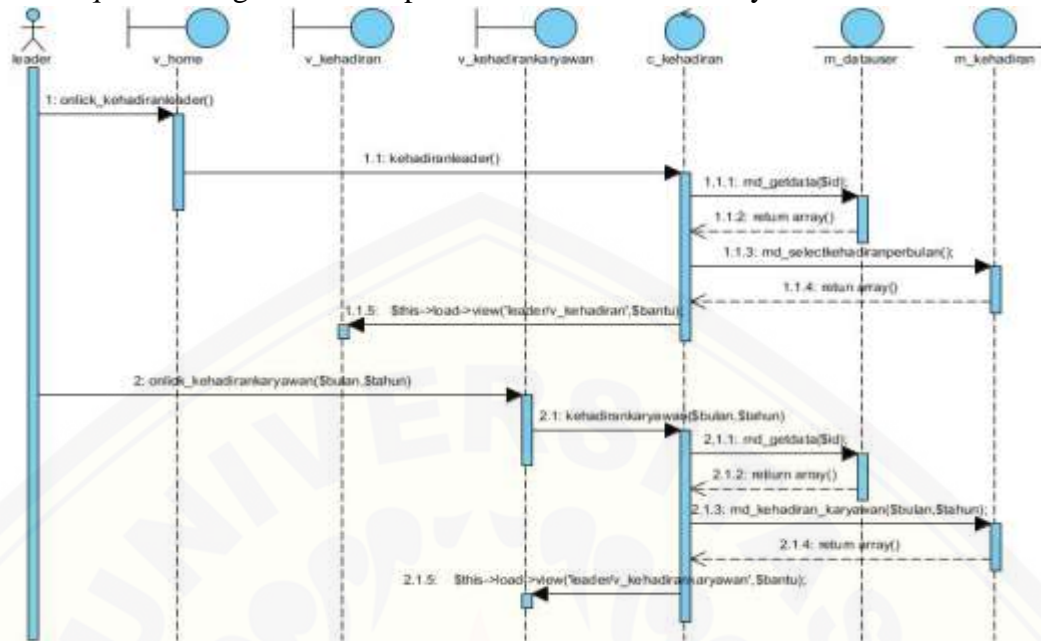 leader
v_home
v_kehadiran
v_kehadirankaryawan
c_kehadiran
m_datauser
m_kehadiran
1: onlick_kehadiranleader()
1.1: kehadiranleader()
1.1.1: md_getdata($id);
1.1.2: return array()
1.1.3: md_selectkehadiranperbulan();
1.1.4: retun array()
1.1.5: $this->load->view('leader/v_kehadiran',$bantu);
2: onlick_kehadirankaryawan($bulan,$tahun)
2.1: kehadirankaryawan($bulan,$tahun)
2.1.1: md_getdata($id);
2.1.2: return array()
2.1.3: md_kehadiran_karyawan($bulan,$tahun);
2.1.4: return array()
2.1.5: $this->load->view('leader/v_kehadirankaryawan',$bantu);
UNIVERSITAS